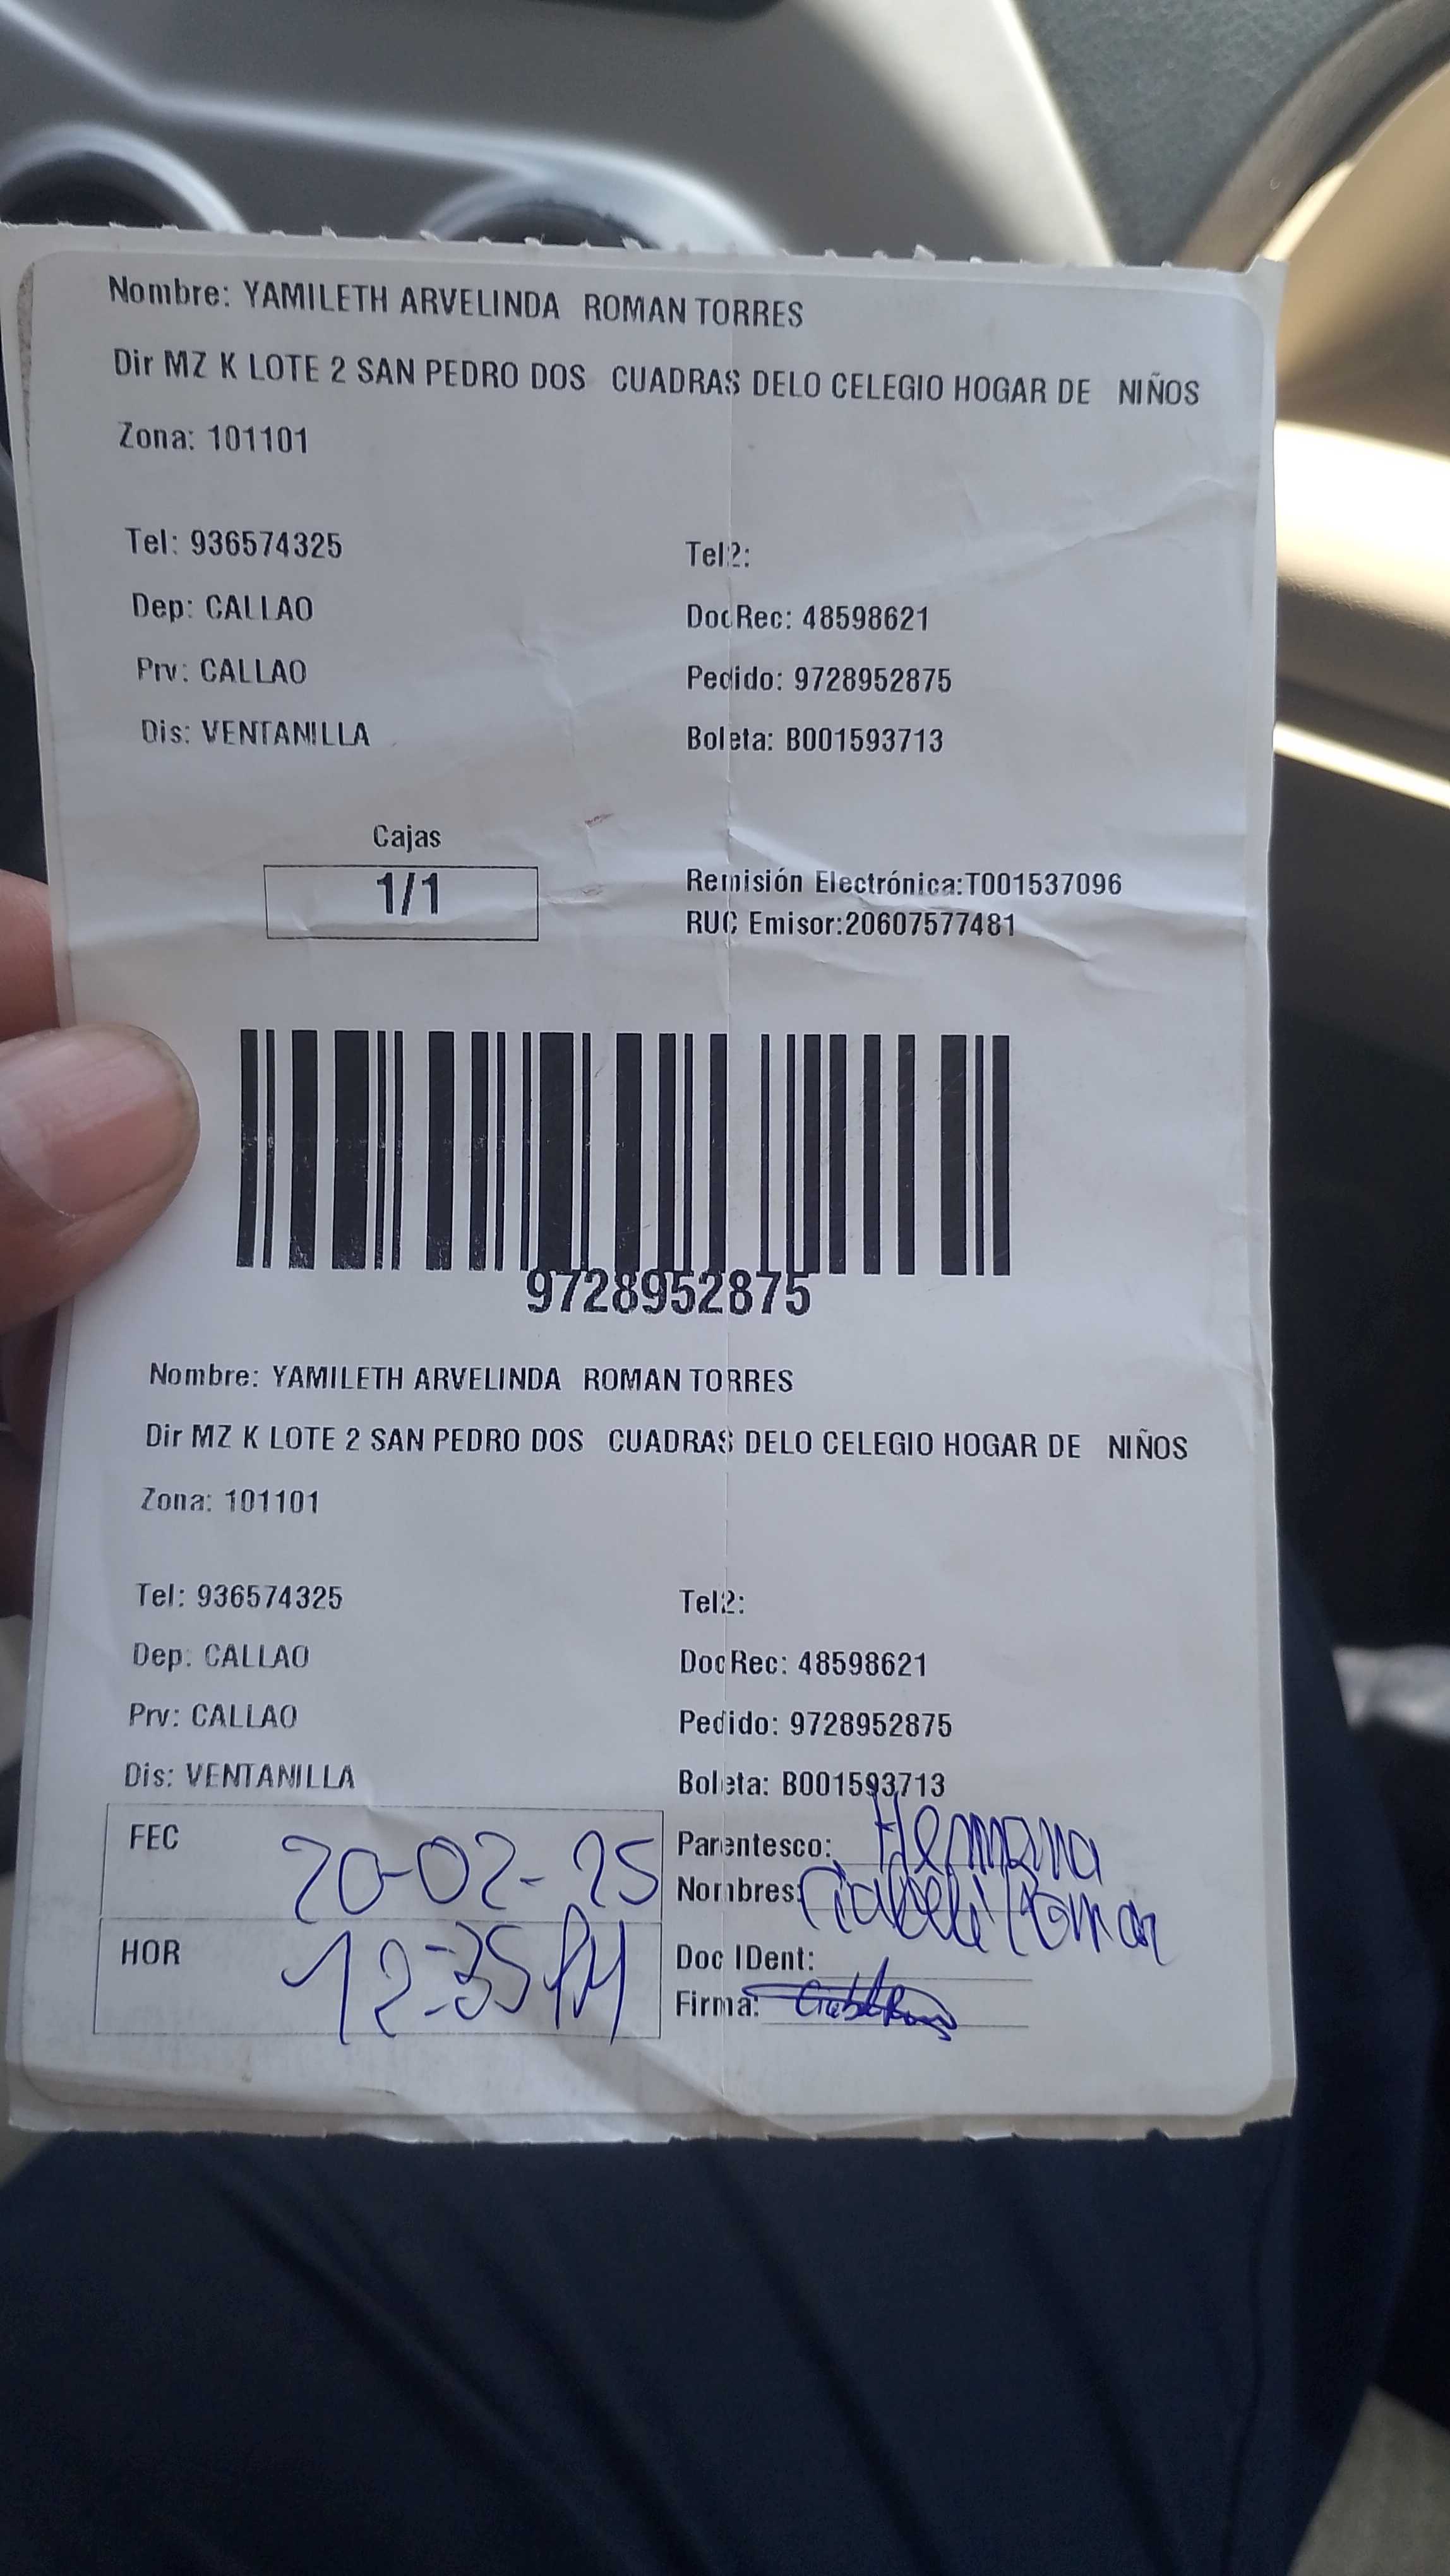 Nombre: YAMILETH ARVELINDA ROMAN TORRES
Dir MZ K LOTE 2 SAN PEDRO DOS CUADRAS DELO CELEGIO HOGAR DE NIÑOS
Zona: 101101
Tel: 936574325 Tel2:
Dep: CALLAO DocRec: 48598621
Prv: CALLAO Pedido: 9728952875
Dis: VENTANILLA Boleta: B001593713
Cajas
1/1
Remisión Electrónica:T001537096
RUC Emisor:20607577481
9728952875
Nombre: YAMILETH ARVELINDA ROMAN TORRES
Dir MZ K LOTE 2 SAN PEDRO DOS CUADRAS DELO CELEGIO HOGAR DE NIÑOS
Zona: 101101
Tel: 936574325 Tel2:
Dep: CALLAO DocRec: 48598621
Prv: CALLAO Pedido: 9728952875
Dis: VENTANILLA Boleta: B001593713
FEC 20-02-25 Parentesco: Hermana
Nombres:
HOR 12:35 PM Doc IDent:
Firma: